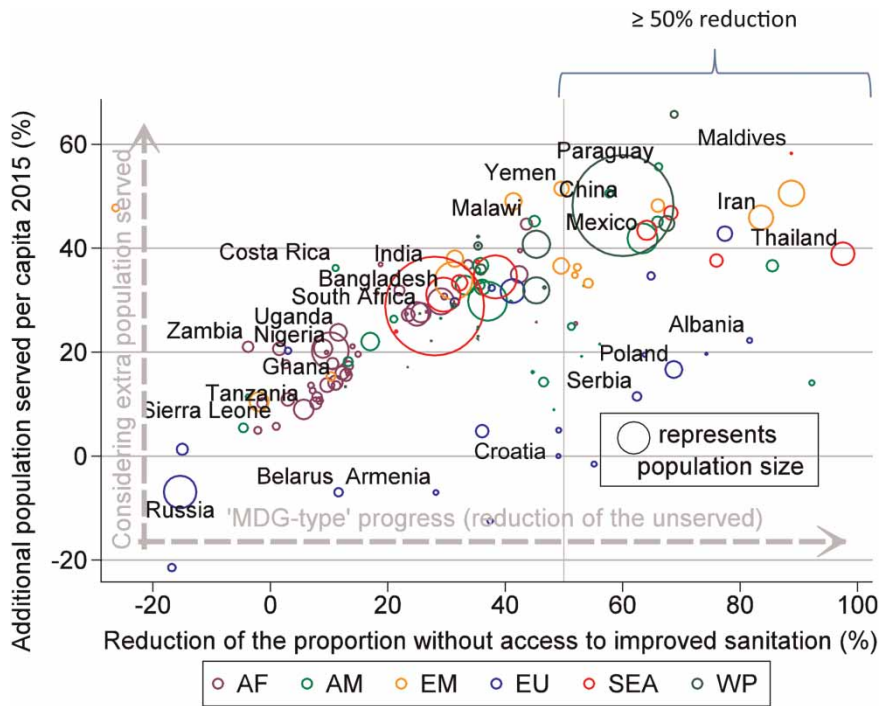 ≥ 50% reduction
Additional population served per capita 2015 (%)
Considering extra population served
60
40
20
0
-20
Maldives
Paraguay
Yemen
China
Iran
Malawi
Mexico
Thailand
Costa Rica
India
Bangladesh
South Africa
Uganda
Zambia
Nigeria
Albania
Ghana
Poland
Tanzania
Serbia
Sierra Leone
Croatia
represents
population size
Belarus
Armenia
Russia
'MDG-type' progress (reduction of the unserved)
-20 0 20 40 60 80 100
Reduction of the proportion without access to improved sanitation (%)
AF AM EM EU SEA WP